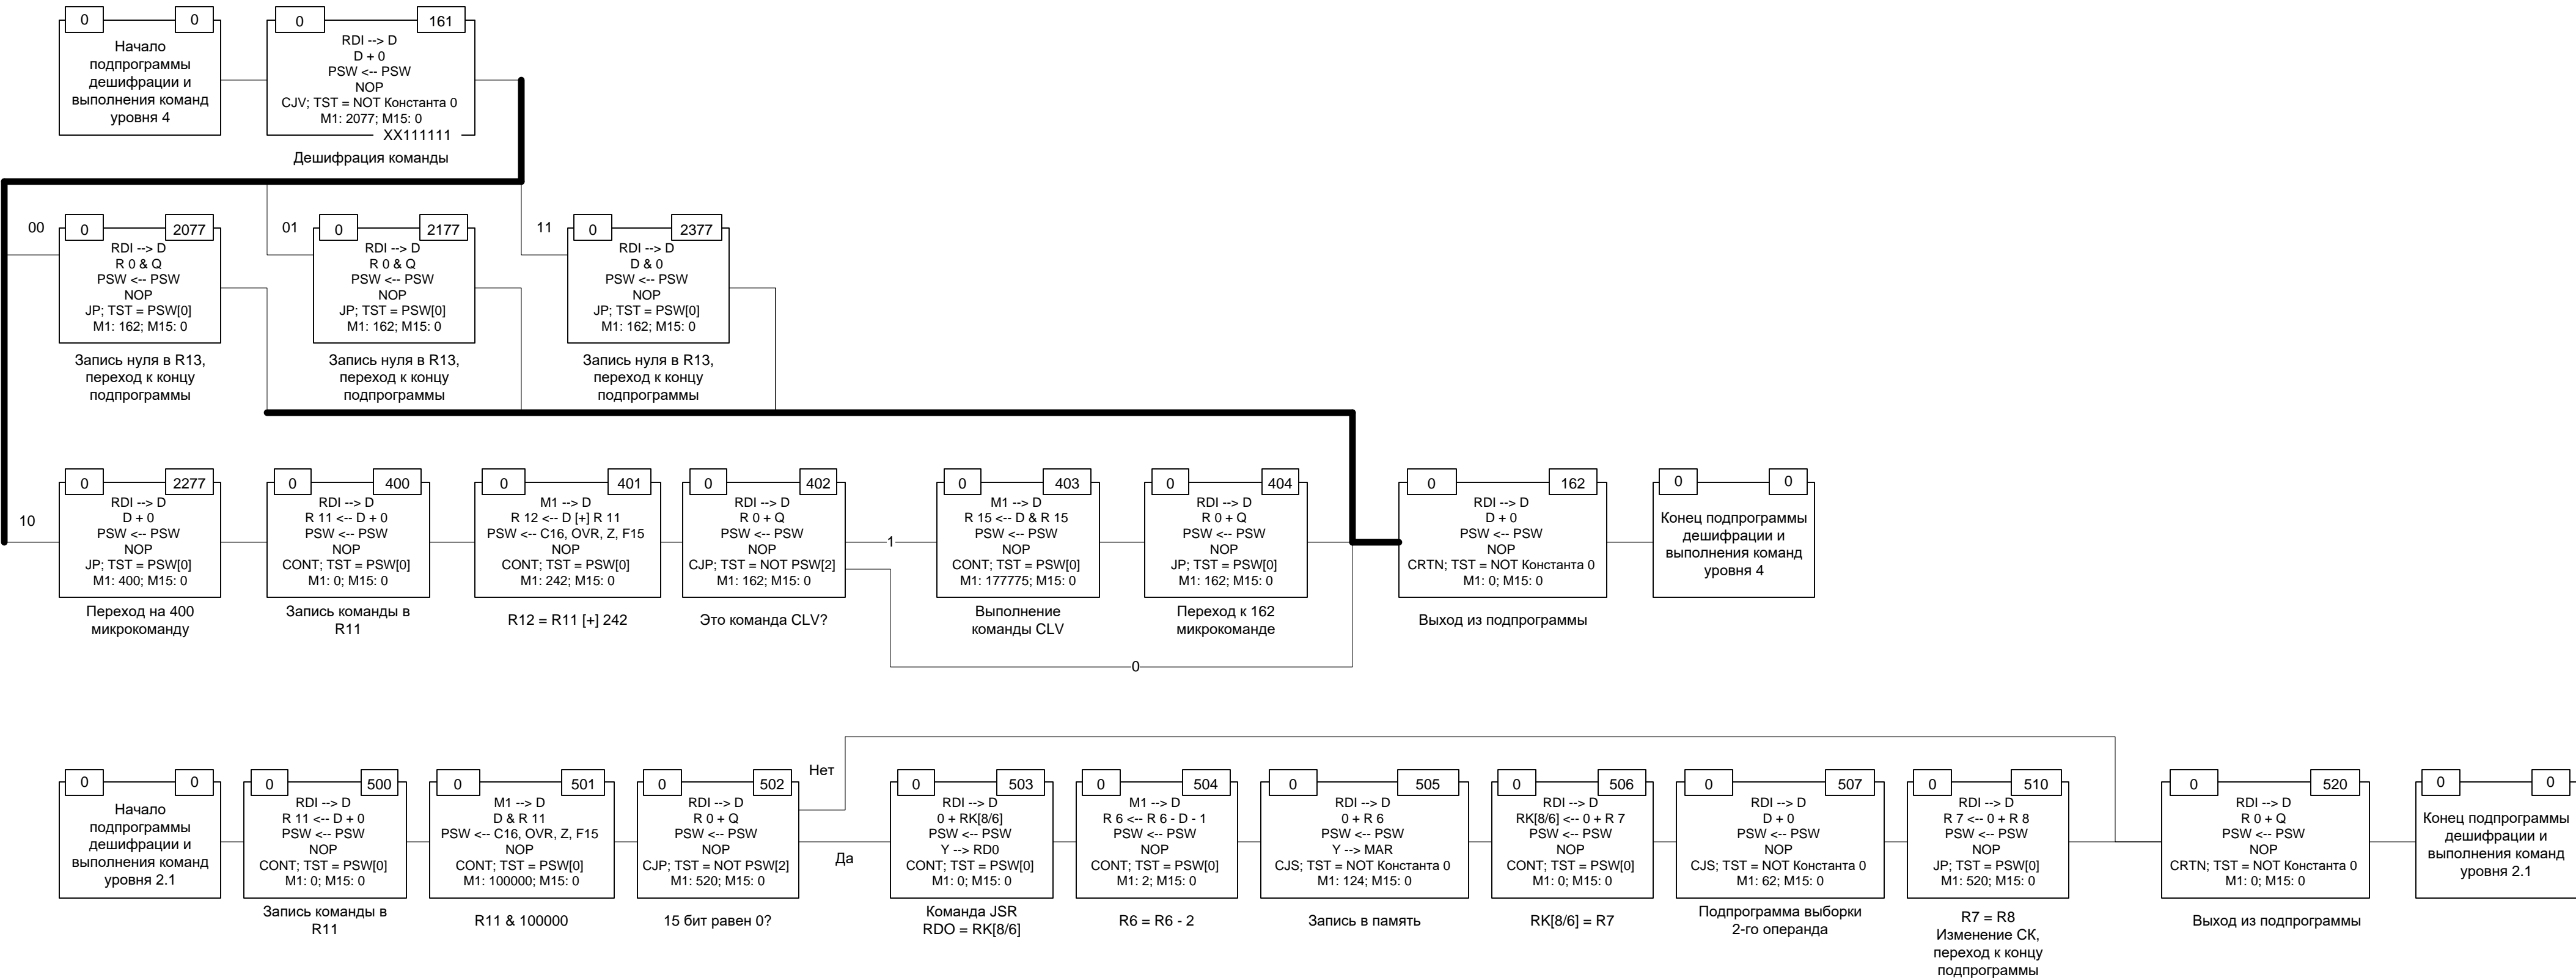 0
0
Начало
подпрограммы
дешифрации и
выполнения команд
уровня 4
0
161
RDI --> D
D + 0
PSW <-- PSW
NOP
CJV; TST = NOT Константа 0
M1: 2077; M15: 0
XX111111
Дешифрация команды
00
0
2077
RDI --> D
R 0 & Q
PSW <-- PSW
NOP
JP; TST = PSW[0]
M1: 162; M15: 0
Запись нуля в R13,
переход к концу
подпрограммы
01
0
2177
RDI --> D
R 0 & Q
PSW <-- PSW
NOP
JP; TST = PSW[0]
M1: 162; M15: 0
Запись нуля в R13,
переход к концу
подпрограммы
11
0
2377
RDI --> D
D & 0
PSW <-- PSW
NOP
JP; TST = PSW[0]
M1: 162; M15: 0
Запись нуля в R13,
переход к концу
подпрограммы
10
0
2277
RDI --> D
D + 0
PSW <-- PSW
NOP
JP; TST = PSW[0]
M1: 400; M15: 0
Переход на 400
микрокоманду
0
400
RDI --> D
R 11 <-- D + 0
PSW <-- PSW
NOP
CONT; TST = PSW[0]
M1: 0; M15: 0
Запись команды в
R11
0
401
M1 --> D
R 12 <-- D [+] R 11
PSW <-- C16, OVR, Z, F15
NOP
CONT; TST = PSW[0]
M1: 242; M15: 0
R12 = R11 [+] 242
0
402
RDI --> D
R 0 + Q
PSW <-- PSW
NOP
CJP; TST = NOT PSW[2]
M1: 162; M15: 0
Это команда CLV?
1
0
403
M1 --> D
R 15 <-- D & R 15
PSW <-- PSW
NOP
CONT; TST = PSW[0]
M1: 177775; M15: 0
Выполнение
команды CLV
0
404
RDI --> D
R 0 + Q
PSW <-- PSW
NOP
JP; TST = PSW[0]
M1: 162; M15: 0
Переход к 162
микрокоманде
0
0
162
RDI --> D
D + 0
PSW <-- PSW
NOP
CRTN; TST = NOT Константа 0
M1: 0; M15: 0
Выход из подпрограммы
0
0
Конец подпрограммы
дешифрации и
выполнения команд
уровня 4
0
0
Начало
подпрограммы
дешифрации и
выполнения команд
уровня 2.1
0
500
RDI --> D
R 11 <-- D + 0
PSW <-- PSW
NOP
CONT; TST = PSW[0]
M1: 0; M15: 0
Запись команды в
R11
0
501
M1 --> D
D & R 11
PSW <-- C16, OVR, Z, F15
NOP
CONT; TST = PSW[0]
M1: 100000; M15: 0
R11 & 100000
0
502
RDI --> D
R 0 + Q
PSW <-- PSW
NOP
CJP; TST = NOT PSW[2]
M1: 520; M15: 0
15 бит равен 0?
Нет
Да
0
503
RDI --> D
0 + RK[8/6]
PSW <-- PSW
Y --> RD0
CONT; TST = PSW[0]
M1: 0; M15: 0
Команда JSR
RDO = RK[8/6]
0
504
M1 --> D
R 6 <-- R 6 - D - 1
PSW <-- PSW
NOP
CONT; TST = PSW[0]
M1: 2; M15: 0
R6 = R6 - 2
0
505
RDI --> D
0 + R 6
PSW <-- PSW
Y --> MAR
CJS; TST = NOT Константа 0
M1: 124; M15: 0
Запись в память
0
506
RDI --> D
RK[8/6] <-- 0 + R 7
PSW <-- PSW
NOP
CONT; TST = PSW[0]
M1: 0; M15: 0
RK[8/6] = R7
0
507
RDI --> D
D + 0
PSW <-- PSW
NOP
CJS; TST = NOT Константа 0
M1: 62; M15: 0
Подпрограмма выборки
2-го операнда
0
510
RDI --> D
R 7 <-- 0 + R 8
PSW <-- PSW
NOP
JP; TST = PSW[0]
M1: 520; M15: 0
R7 = R8
Изменение СК,
переход к концу
подпрограммы
0
520
RDI --> D
R 0 + Q
PSW <-- PSW
NOP
CRTN; TST = NOT Константа 0
M1: 0; M15: 0
Выход из подпрограммы
0
0
Конец подпрограммы
дешифрации и
выполнения команд
уровня 2.1